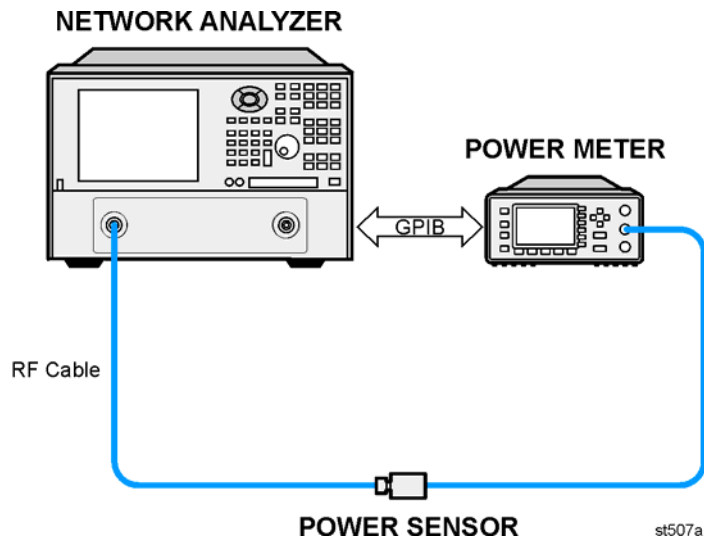 NETWORK ANALYZER
POWER METER
GPIB
RF Cable
POWER SENSOR
st507a